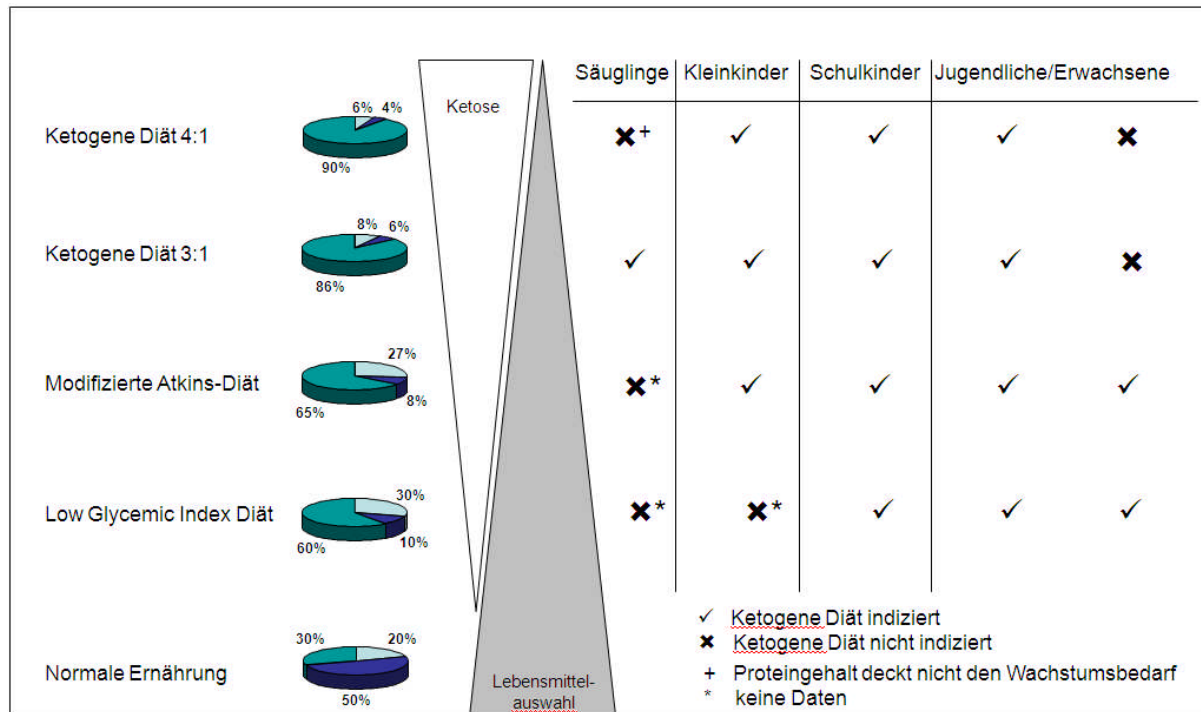 Säuglinge Kleinkinder Schulkinder Jugendliche/Erwachsene
Ketose
6% 4%
Ketogene Diät 4:1 ✖+ ✓ ✓ ✓ ✖
90%
8% 6%
Ketogene Diät 3:1 ✓ ✓ ✓ ✓ ✖
86%
27%
Modifizierte Atkins-Diät ✖* ✓ ✓ ✓ ✓
8%
65%
30%
Low Glycemic Index Diät ✖* ✖* ✓ ✓ ✓
10%
60%
✓ Ketogene Diät indiziert
✖ Ketogene Diät nicht indiziert
+ Proteingehalt deckt nicht den Wachstumsbedarf
* keine Daten
30% 20%
Normale Ernährung
50%
Lebensmittel-
auswahl